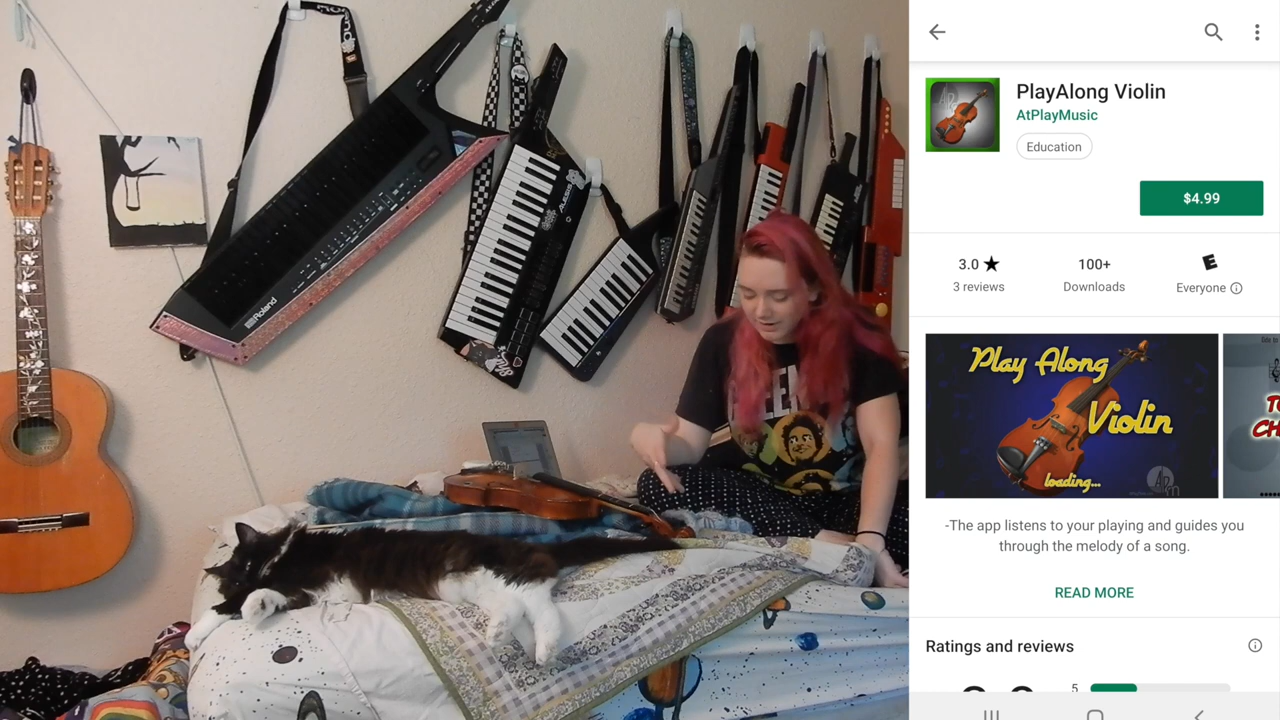 Roland
ALESIS
PlayAlong Violin
AtPlayMusic
Education
$4.99
3.0 ★
3 reviews
100+
Downloads
E
Everyone
Play Along
Violin
loading...
-The app listens to your playing and guides you
through the melody of a song.
READ MORE
Ratings and reviews
5